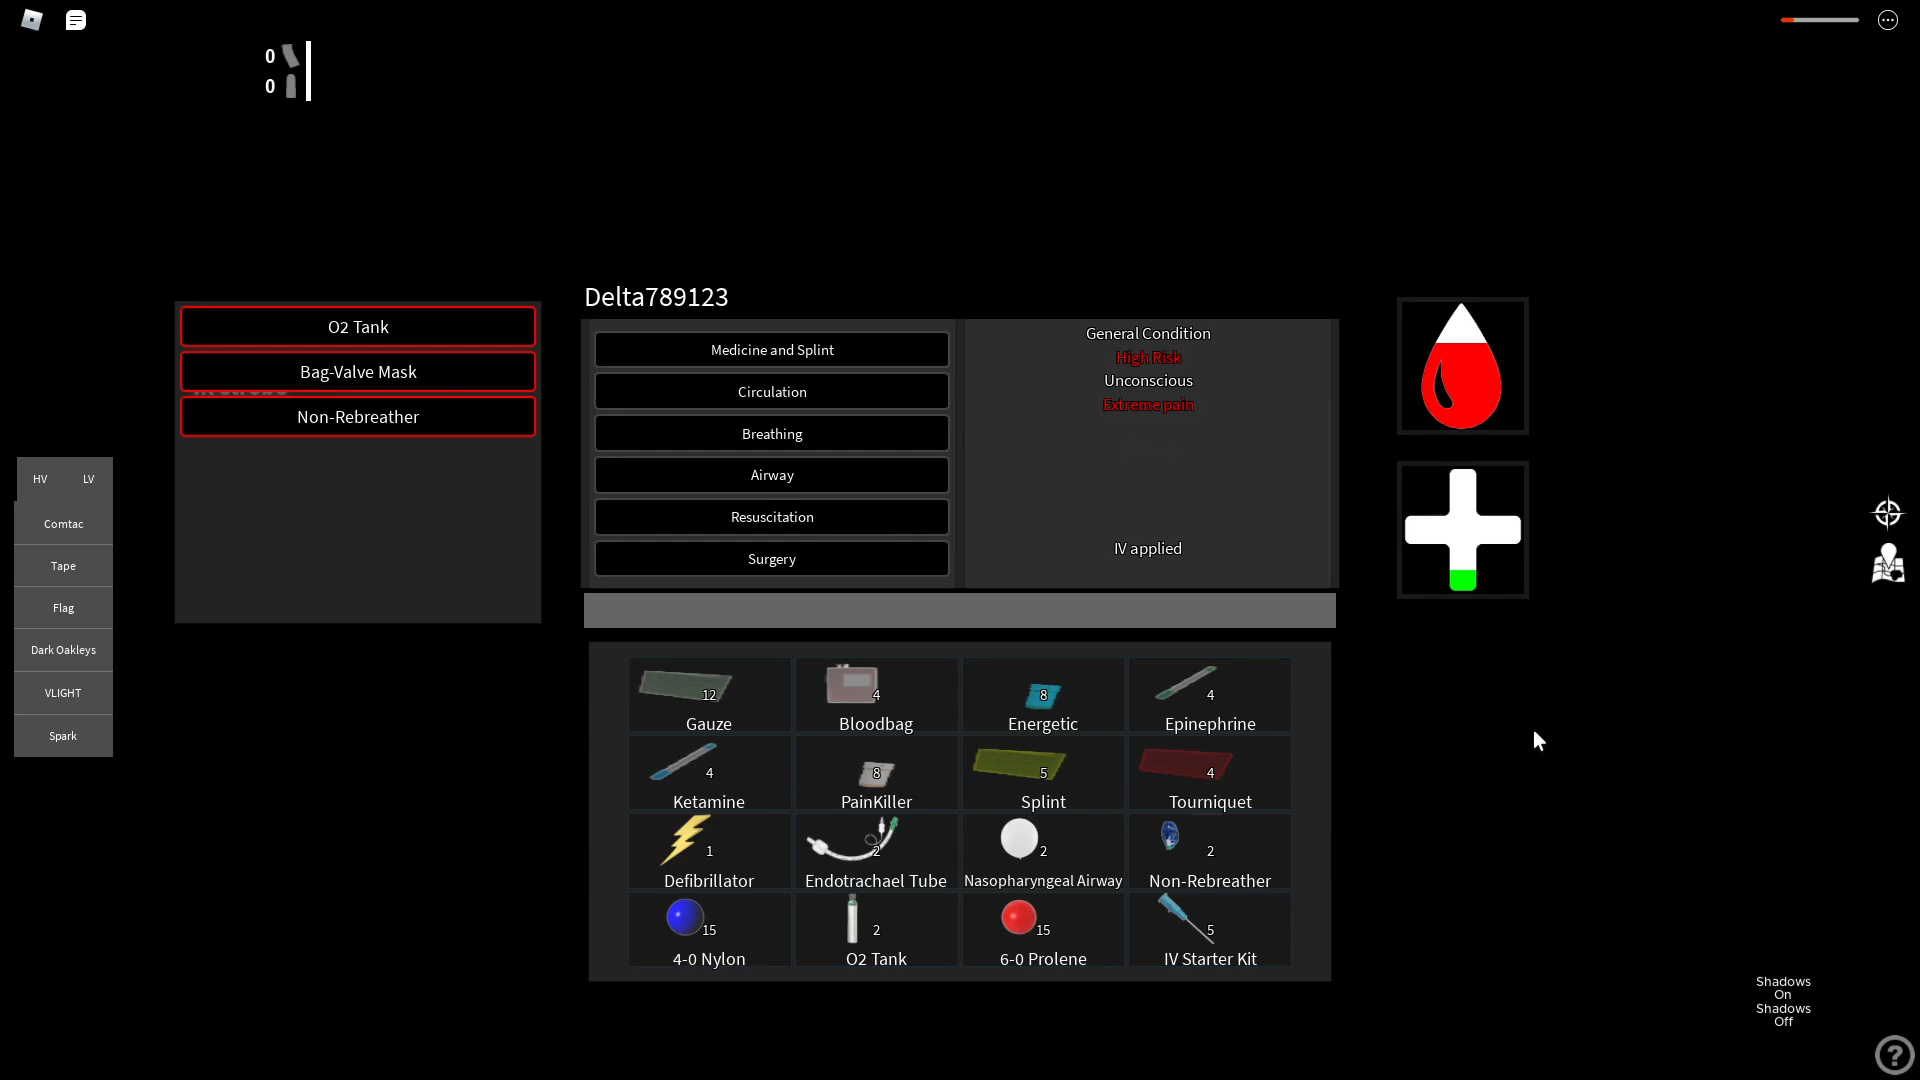 0
0
Delta789123
O2 Tank
Bag-Valve Mask
Non-Rebreather
Medicine and Splint
Circulation
Breathing
Airway
Resuscitation
Surgery
General Condition
High Risk
Unconscious
Extreme pain
IV applied
HV LV
Comtac
Tape
Flag
Dark Oakleys
VLIGHT
Spark
12 4 8 4
Gauze Bloodbag Energetic Epinephrine
4 8 5 4
Ketamine PainKiller Splint Tourniquet
1 2 2 2
Defibrillator Endotrachael Tube Nasopharyngeal Airway Non-Rebreather
15 2 15 5
4-0 Nylon O2 Tank 6-0 Prolene IV Starter Kit
Shadows
On
Shadows
Off
?